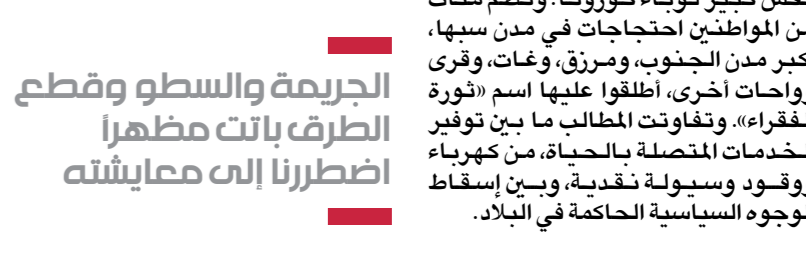 من المواطنين احتجاجات في مدن سبها،
أكبر مدن الجنوب، ومرزق، وغات، وقرى
وواحات أخرى، أطلقوا عليها اسم «ثورة
الفقراء». وتفاوتت المطالب ما بين توفير
الخدمات المتصلة بالحياة، من كهرباء
ووقود وسيولة نقدية، وبين إسقاط
الوجوه السياسية الحاكمة في البلاد.
الجريمة والسطو وقطع
الطرق باتت مظهراً
اضطررنا إلى معايشته